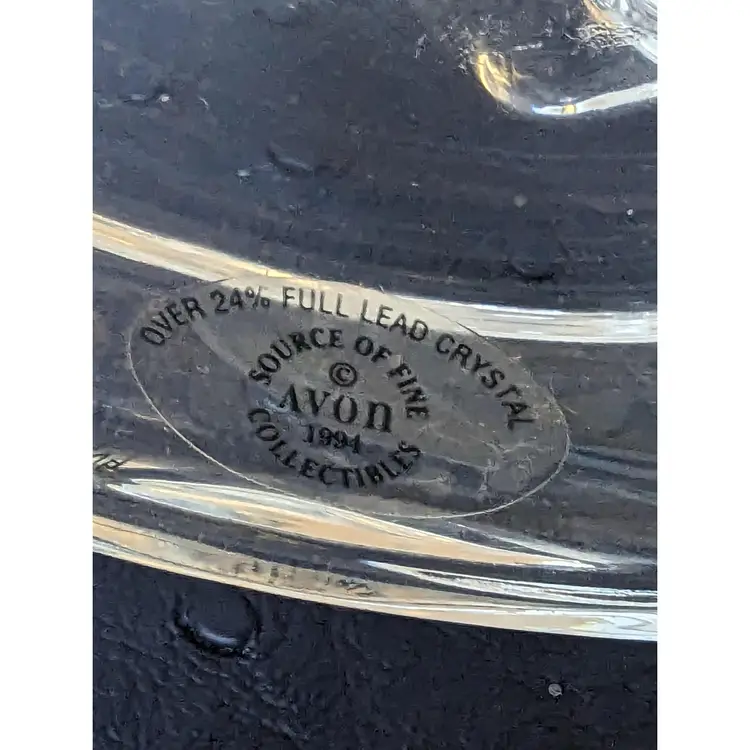 OVER 24% FULL LEAD CRYSTAL
SOURCE OF FINE
©
AVON
1994
COLLECTIBLES